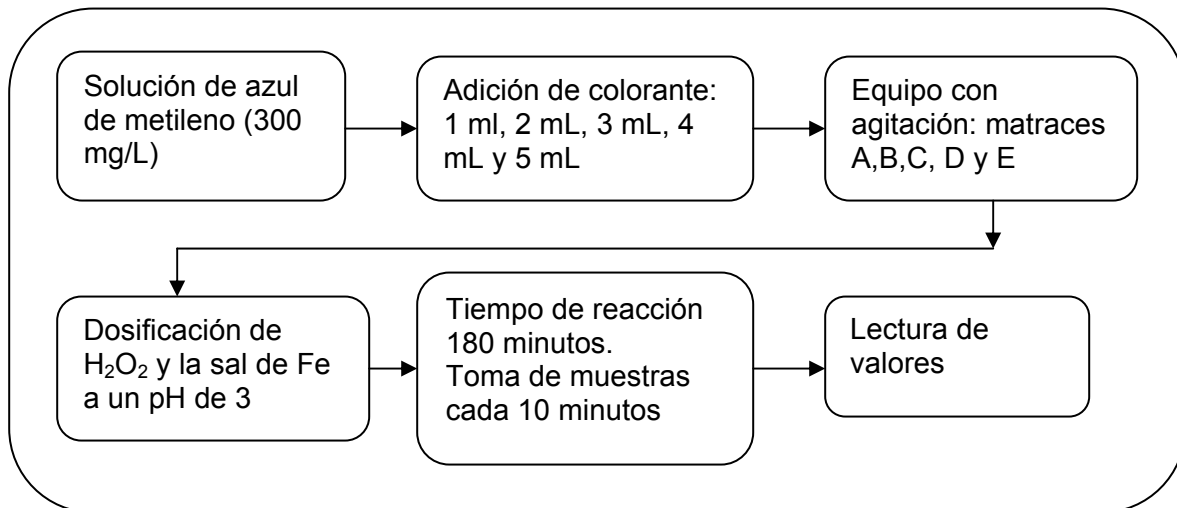 Solución de azul
de metileno (300
mg/L)
Adición de colorante:
1 ml, 2 mL, 3 mL, 4
mL y 5 mL
Equipo con
agitación: matraces
A,B,C, D y E
Dosificación de
H₂O₂ y la sal de Fe
a un pH de 3
Tiempo de reacción
180 minutos.
Toma de muestras
cada 10 minutos
Lectura de
valores